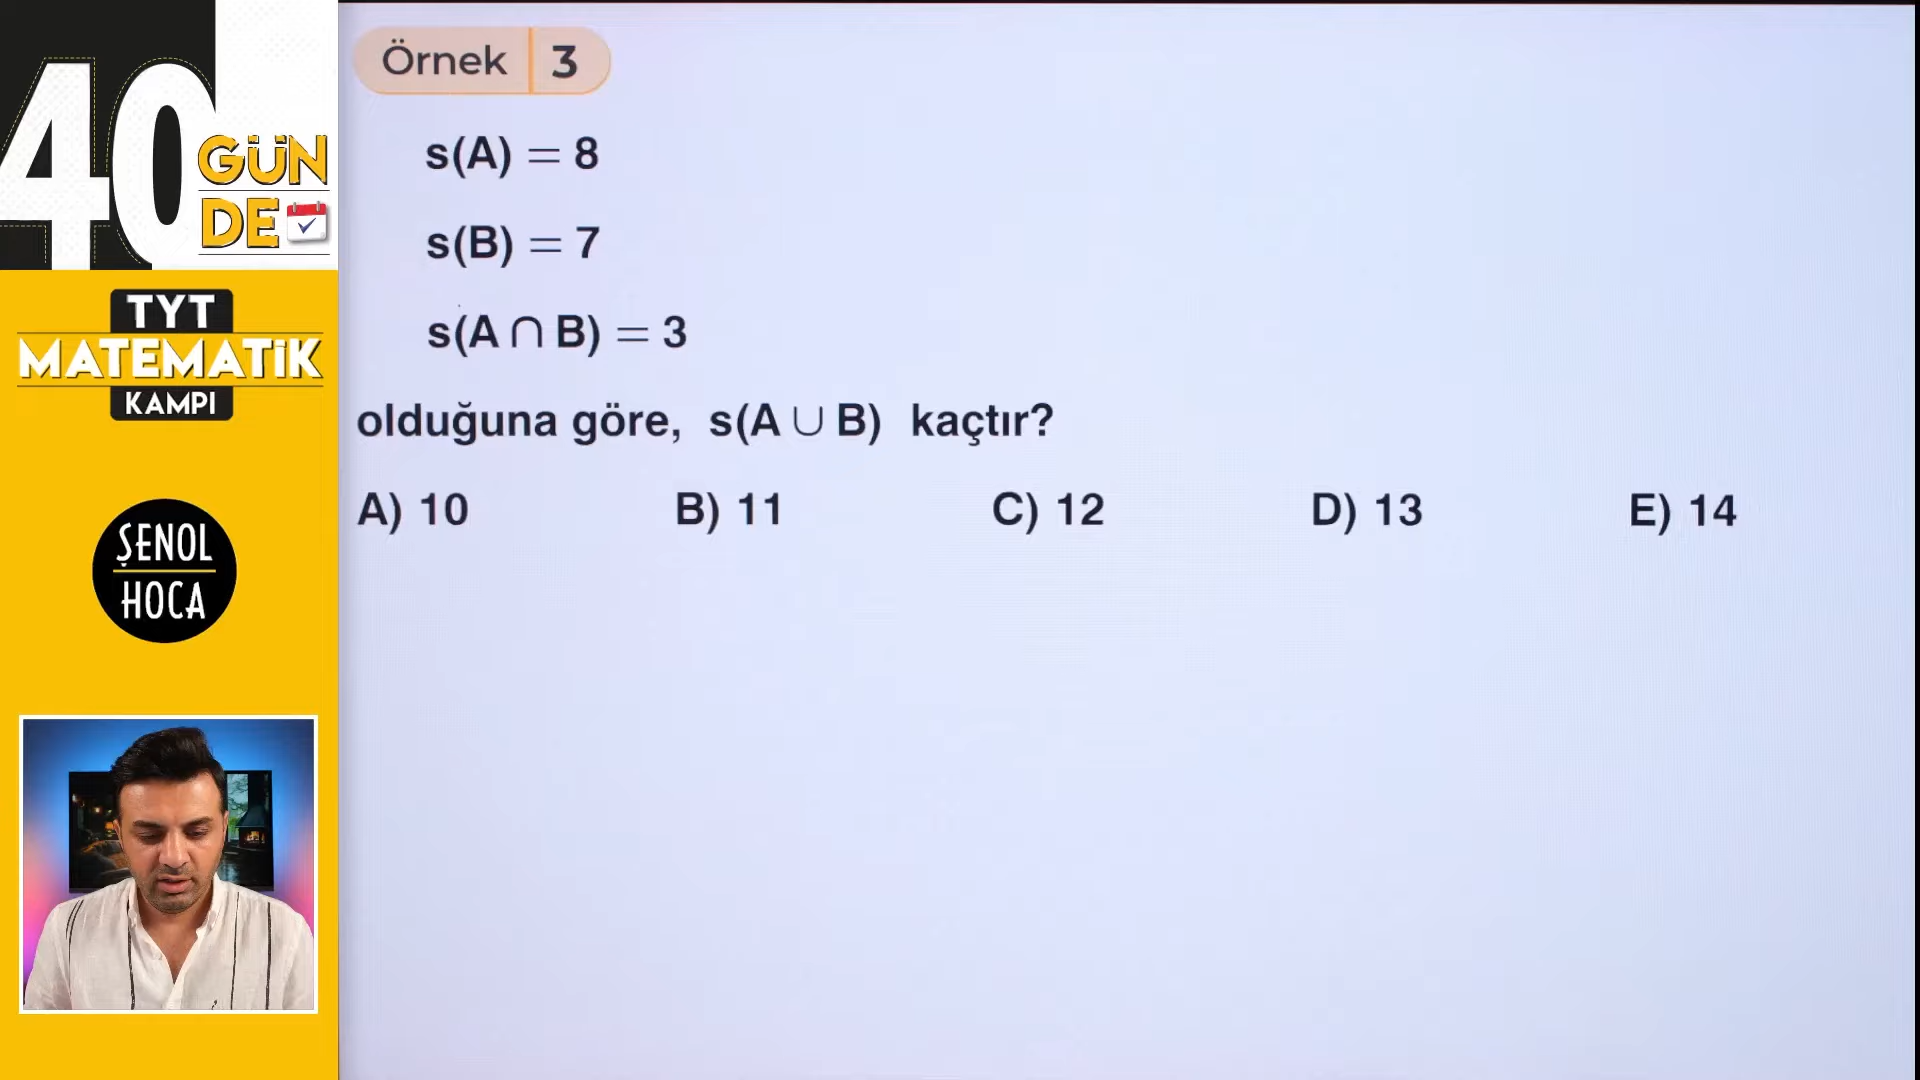 40
GÜN
DE
TYT
MATEMATİK
KAMPI
ŞENOL
HOCA
Örnek 3
s(A) = 8
s(B) = 7
s(A ∩ B) = 3
olduğuna göre, s(A ∪ B) kaçtır?
A) 10 B) 11 C) 12 D) 13 E) 14